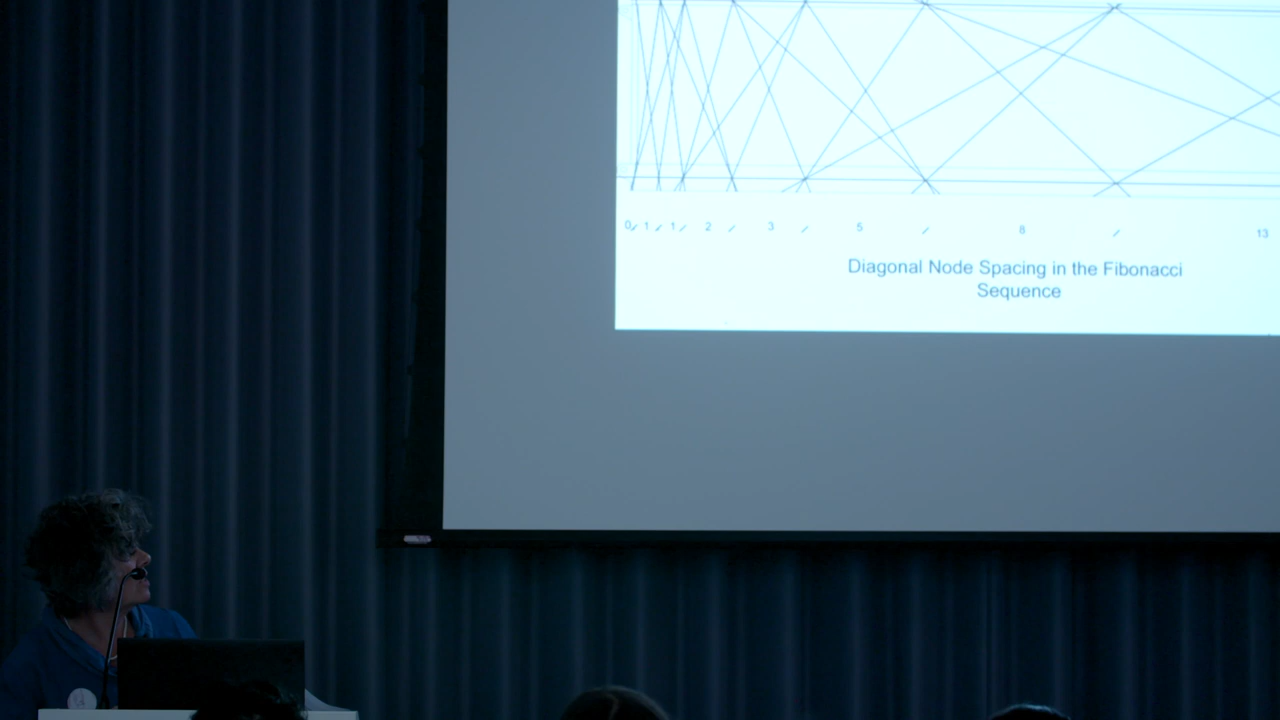 0 / 1 / 1 / 2 / 3 / 5 / 8 / 13
Diagonal Node Spacing in the Fibonacci
Sequence